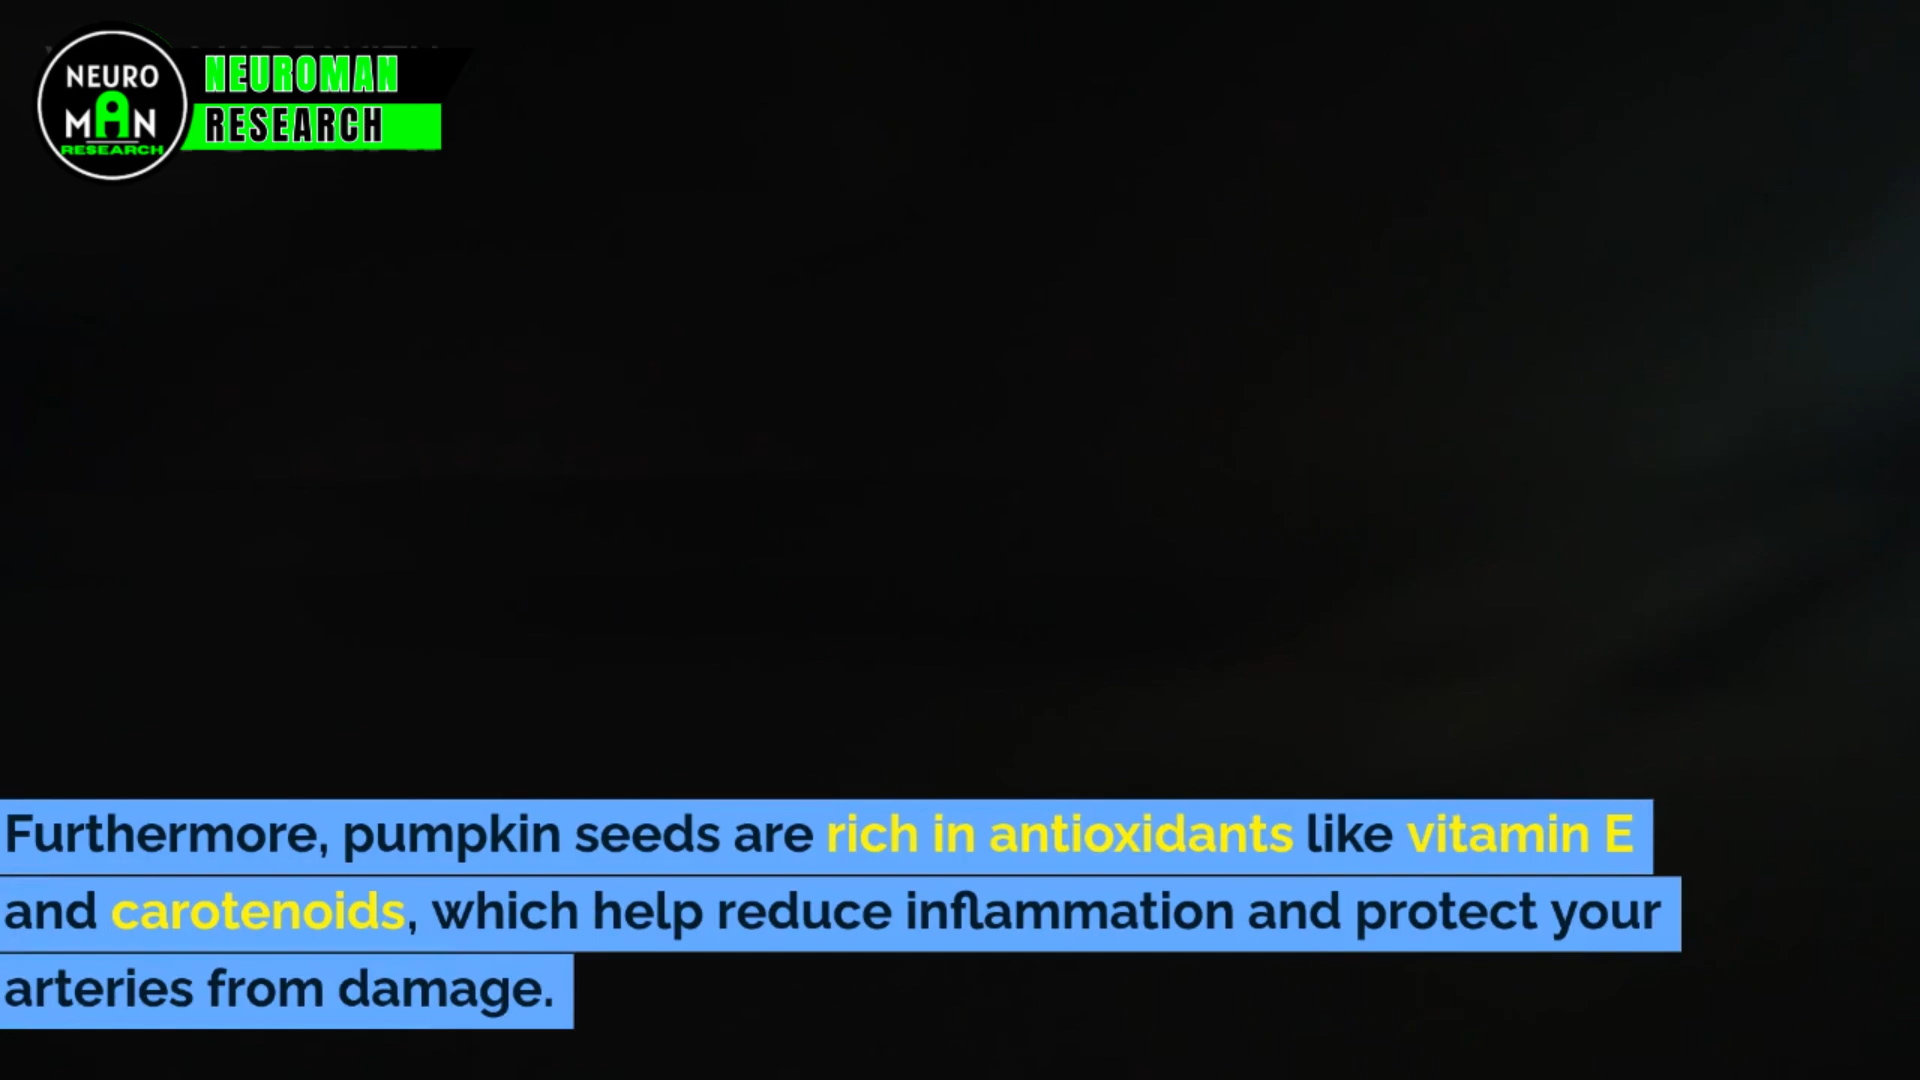 NEURO
MAN
RESEARCH
NEUROMAN
RESEARCH
Furthermore, pumpkin seeds are rich in antioxidants like vitamin E
and carotenoids, which help reduce inflammation and protect your
arteries from damage.